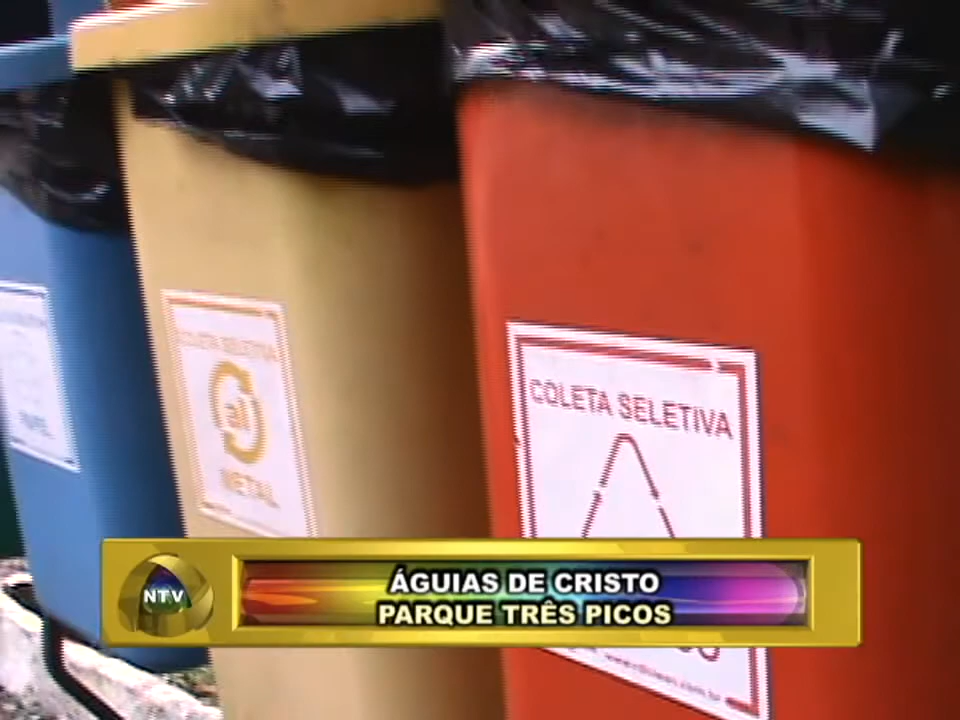 COLETA SELETIVA
METAL
COLETA SELETIVA
NTV
ÁGUIAS DE CRISTO
PARQUE TRÊS PICOS